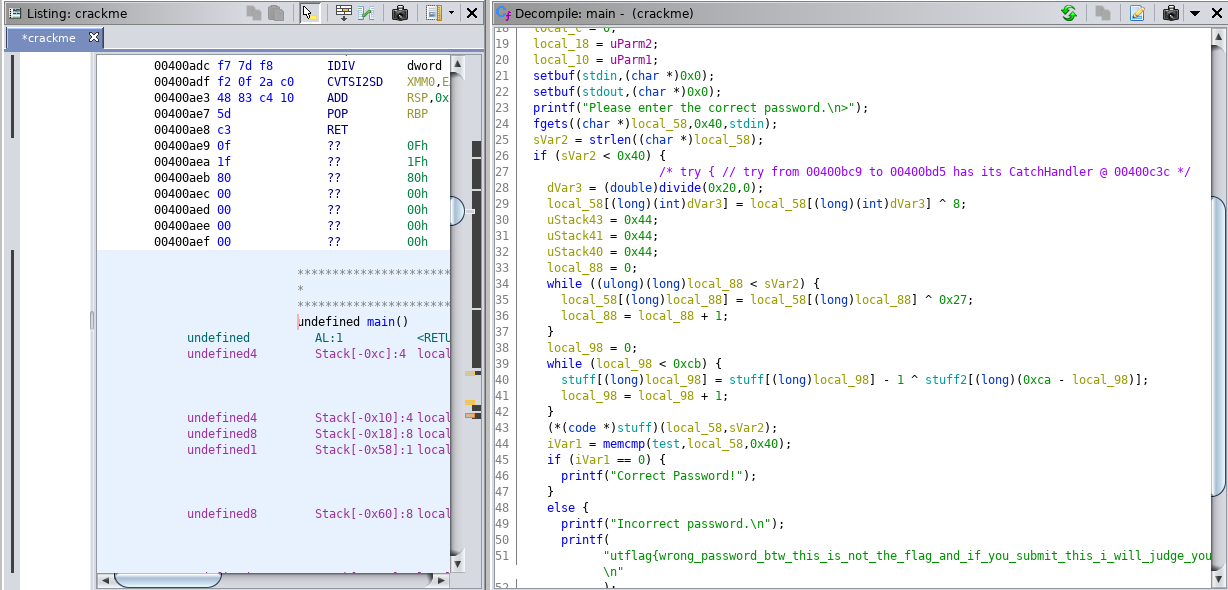 Listing: crackme
*crackme
00400adc f7 7d f8 IDIV dword
00400adf f2 0f 2a c0 CVTSI2SD XMM0,E
00400ae3 48 83 c4 10 ADD RSP,0x
00400ae7 5d POP RBP
00400ae8 c3 RET
00400ae9 0f ?? 0Fh
00400aea 1f ?? 1Fh
00400aeb 80 ?? 80h
00400aec 00 ?? 00h
00400aed 00 ?? 00h
00400aee 00 ?? 00h
00400aef 00 ?? 00h
**********************
*
**********************
undefined main()
undefined AL:1 <RETU
undefined4 Stack[-0xc]:4 local
undefined4 Stack[-0x10]:4 local
undefined8 Stack[-0x18]:8 local
undefined1 Stack[-0x58]:1 local
undefined8 Stack[-0x60]:8 local
Decompile: main - (crackme)
18 local_c = 0;
19 local_18 = uParm2;
20 local_10 = uParm1;
21 setbuf(stdin,(char *)0x0);
22 setbuf(stdout,(char *)0x0);
23 printf("Please enter the correct password.\n>");
24 fgets((char *)local_58,0x40,stdin);
25 sVar2 = strlen((char *)local_58);
26 if (sVar2 < 0x40) {
27 /* try { // try from 00400bc9 to 00400bd5 has its CatchHandler @ 00400c3c */
28 dVar3 = (double)divide(0x20,0);
29 local_58[(long)(int)dVar3] = local_58[(long)(int)dVar3] ^ 8;
30 uStack43 = 0x44;
31 uStack41 = 0x44;
32 uStack40 = 0x44;
33 local_88 = 0;
34 while ((ulong)(long)local_88 < sVar2) {
35 local_58[(long)local_88] = local_58[(long)local_88] ^ 0x27;
36 local_88 = local_88 + 1;
37 }
38 local_98 = 0;
39 while (local_98 < 0xcb) {
40 stuff[(long)local_98] = stuff[(long)local_98] - 1 ^ stuff2[(long)(0xca - local_98)];
41 local_98 = local_98 + 1;
42 }
43 (*(code *)stuff)(local_58,sVar2);
44 iVar1 = memcmp(test,local_58,0x40);
45 if (iVar1 == 0) {
46 printf("Correct Password!");
47 }
48 else {
49 printf("Incorrect password.\n");
50 printf(
51 "utflag{wrong_password_btw_this_is_not_the_flag_and_if_you_submit_this_i_will_judge_you
\n"
52 );